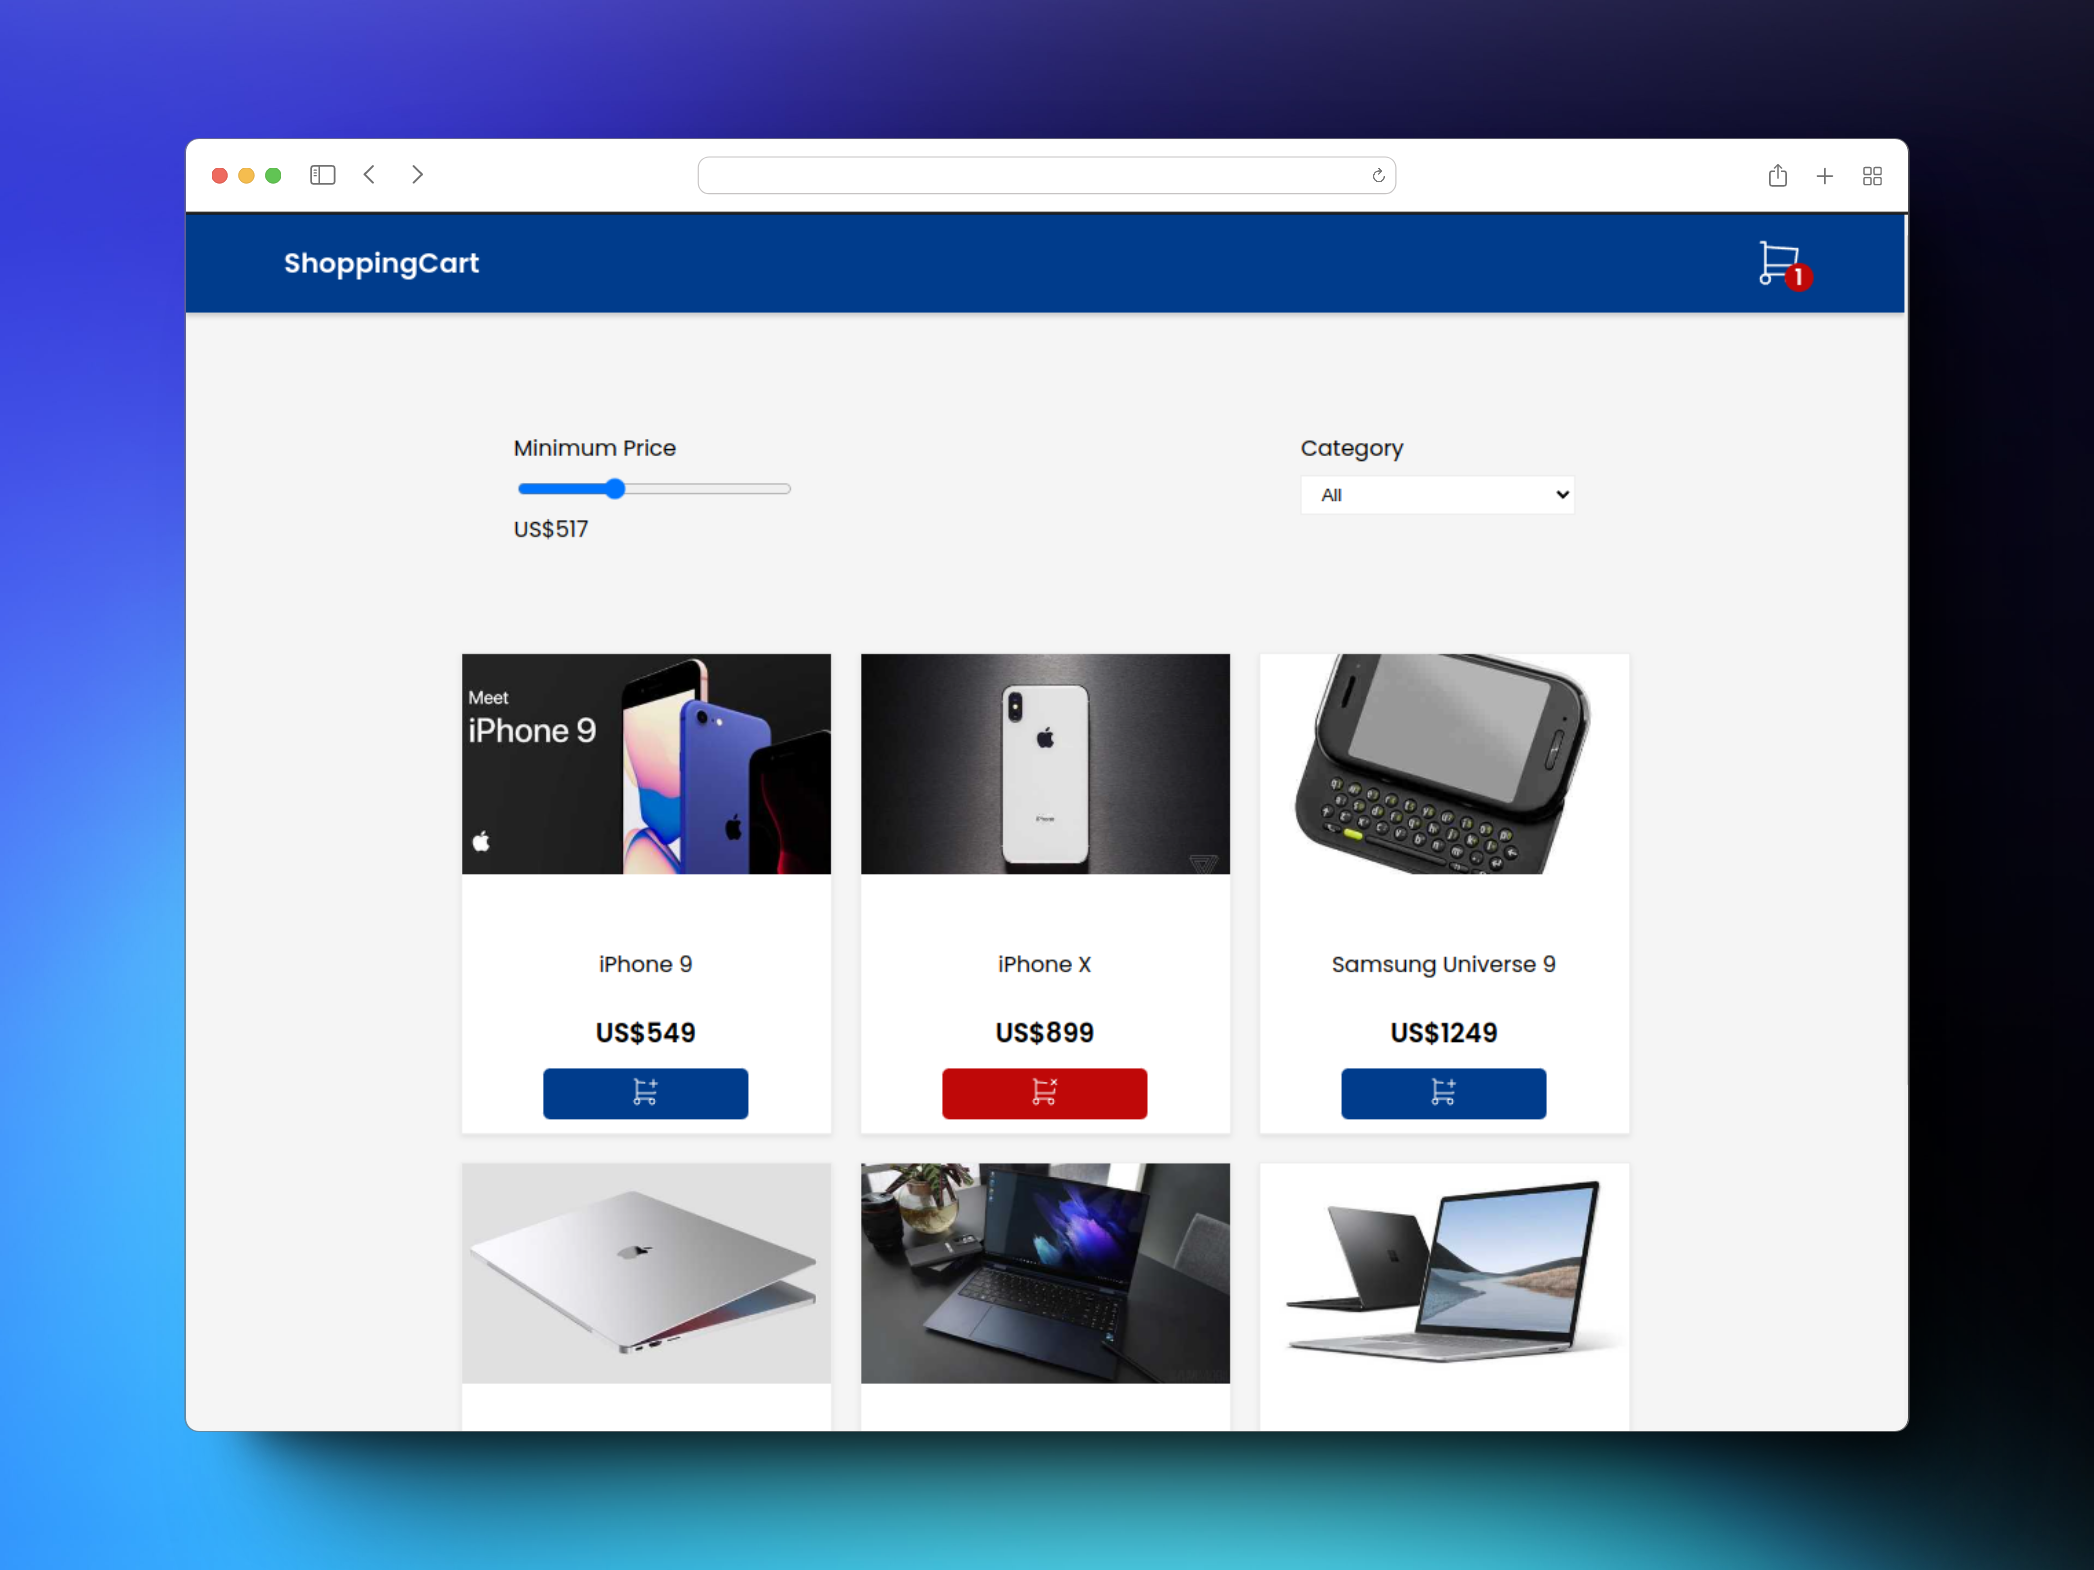 ShoppingCart
1
Minimum Price
Category
All
US$517
Meet
iPhone 9
iPhone
iPhone 9
iPhone X
Samsung Universe 9
US$549
US$899
US$1249